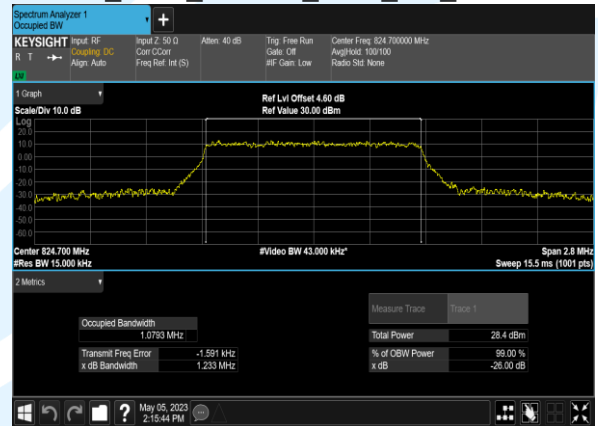 Spectrum Analyzer 1
Occupied BW
KEYSIGHT
R T
LV
Input: RF
Coupling: DC
Align: Auto
Input Z: 50 Ω
Corr CCorr
Freq Ref: Int (S)
Atten: 40 dB
Trig: Free Run
Gate: Off
#IF Gain: Low
Center Freq: 824.700000 MHz
Avg|Hold: 100/100
Radio Std: None
1 Graph
Scale/Div 10.0 dB
Ref Lvl Offset 4.60 dB
Ref Value 30.00 dBm
Log
20.0
10.0
0.00
-10.0
-20.0
-30.0
-40.0
-50.0
-60.0
Center 824.700 MHz
#Res BW 15.000 kHz
#Video BW 43.000 kHz*
Span 2.8 MHz
Sweep 15.5 ms (1001 pts)
2 Metrics
Measure Trace Trace 1
Occupied Bandwidth
1.0793 MHz
Total Power 28.4 dBm
Transmit Freq Error -1.591 kHz
% of OBW Power 99.00 %
x dB Bandwidth 1.233 MHz
x dB -26.00 dB
?
May 05, 2023
2:15:44 PM